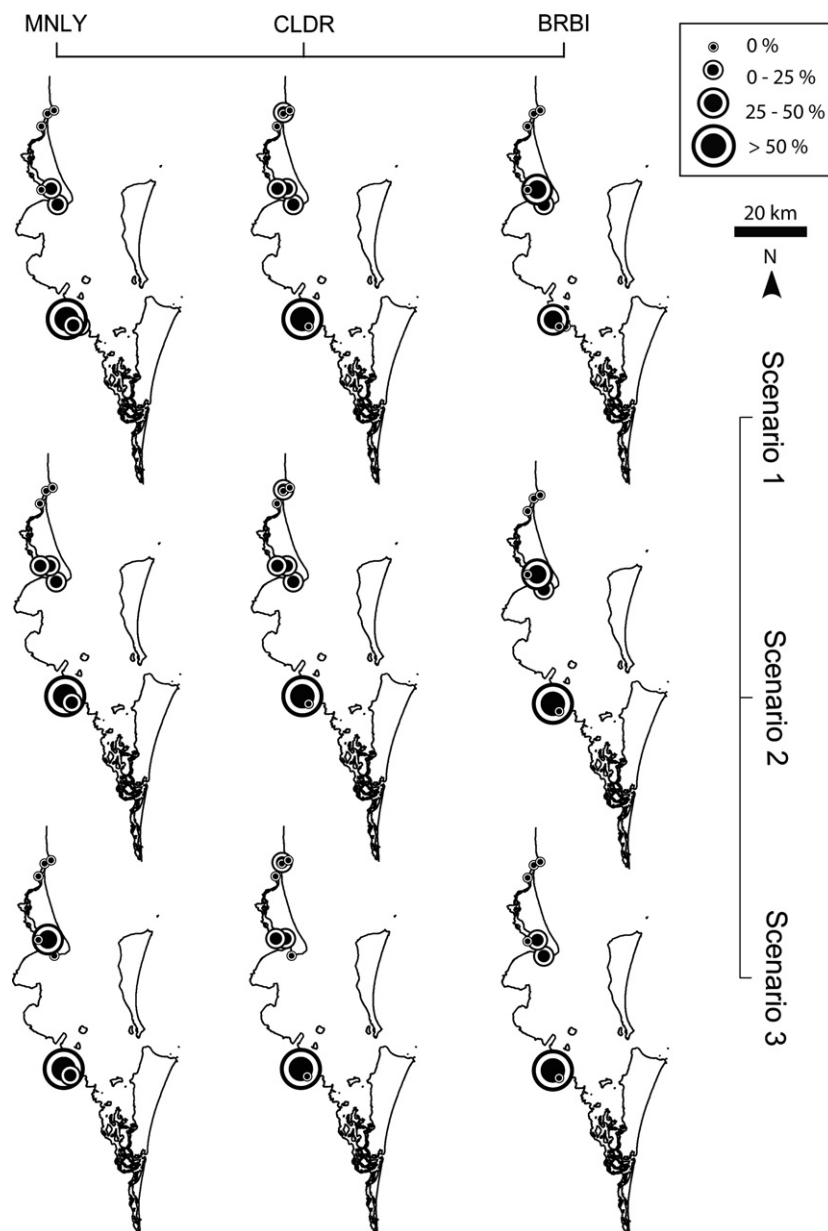 MNLY
CLDR
BRBI
0 %
0 - 25 %
25 - 50 %
> 50 %
20 km
N
Scenario 1
Scenario 2
Scenario 3